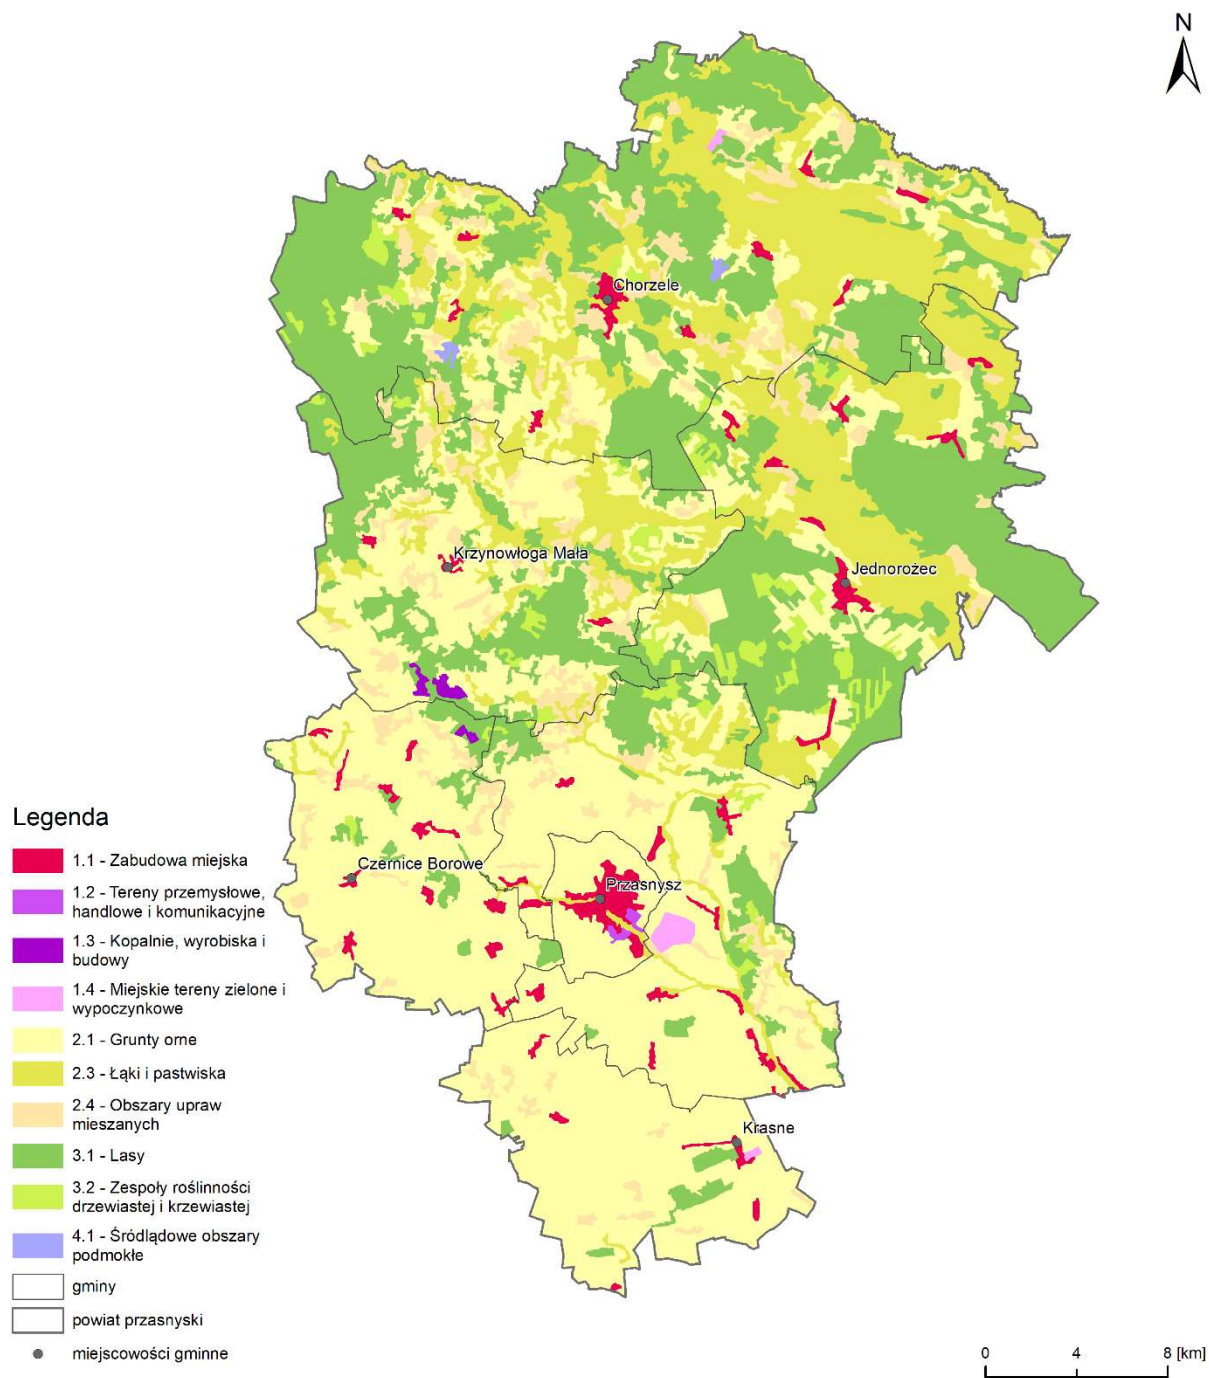 N
Chorzele
Krzynowłoga Mała
Jednorożec
Czernice Borowe
Przasnysz
Krasne
Legenda
1.1 - Zabudowa miejska
1.2 - Tereny przemysłowe,
handlowe i komunikacyjne
1.3 - Kopalnie, wyrobiska i
budowy
1.4 - Miejskie tereny zielone i
wypoczynkowe
2.1 - Grunty orne
2.3 - Łąki i pastwiska
2.4 - Obszary upraw
mieszanych
3.1 - Lasy
3.2 - Zespoły roślinności
drzewiastej i krzewiastej
4.1 - Śródlądowe obszary
podmokłe
gminy
powiat przasnyski
miejscowości gminne
0 4 8 [km]